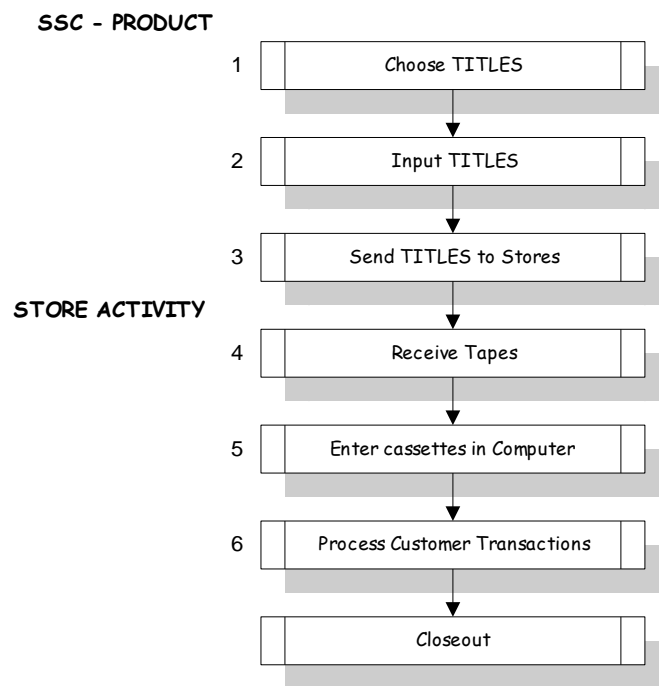 SSC - PRODUCT
1 Choose TITLES
2 Input TITLES
3 Send TITLES to Stores
STORE ACTIVITY
4 Receive Tapes
5 Enter cassettes in Computer
6 Process Customer Transactions
Closeout